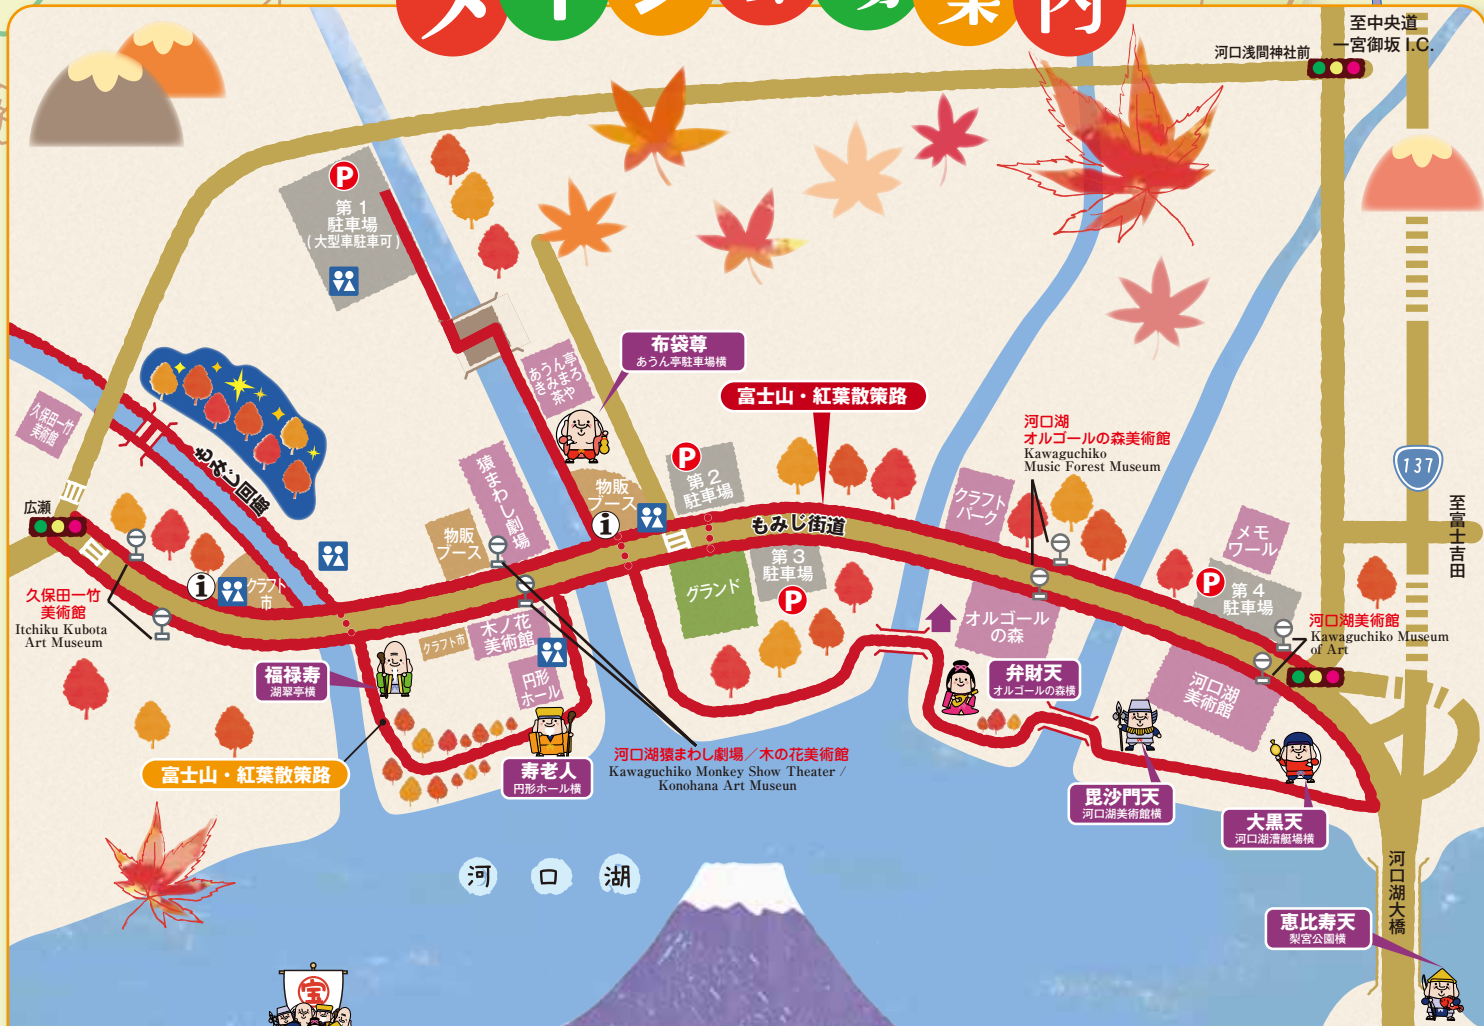 メイン会場案内
至中央道
一宮御坂 I.C.
河口浅間神社前
P
第1
駐車場
(大型車駐車可)
久保田一竹
美術館
もみじ回廊
広瀬
あうん亭
きみまろ
茶や
布袋尊
あうん亭駐車場横
富士山・紅葉散策路
猿まわし劇場
物販
ブース
物販
ブース
i
P
第2
駐車場
もみじ街道
河口湖
オルゴールの森美術館
Kawaguchiko
Music Forest Museum
クラフト
パーク
メモ
ワール
137
至富士吉田
i
クラフト
市
久保田一竹
美術館
Itchiku Kubota
Art Museum
グランド
第3
駐車場
P
P
第4
駐車場
オルゴール
の森
河口湖美術館
Kawaguchiko Museum
of Art
河口湖
美術館
クラフト市
木ノ花
美術館
円形
ホール
福禄寿
湖翠亭横
弁財天
オルゴールの森横
富士山・紅葉散策路
寿老人
円形ホール横
河口湖猿まわし劇場／木の花美術館
Kawaguchiko Monkey Show Theater /
Konohana Art Museun
毘沙門天
河口湖美術館横
大黒天
河口湖漕艇場横
河口湖
河口湖大橋
恵比寿天
梨宮公園横
宝